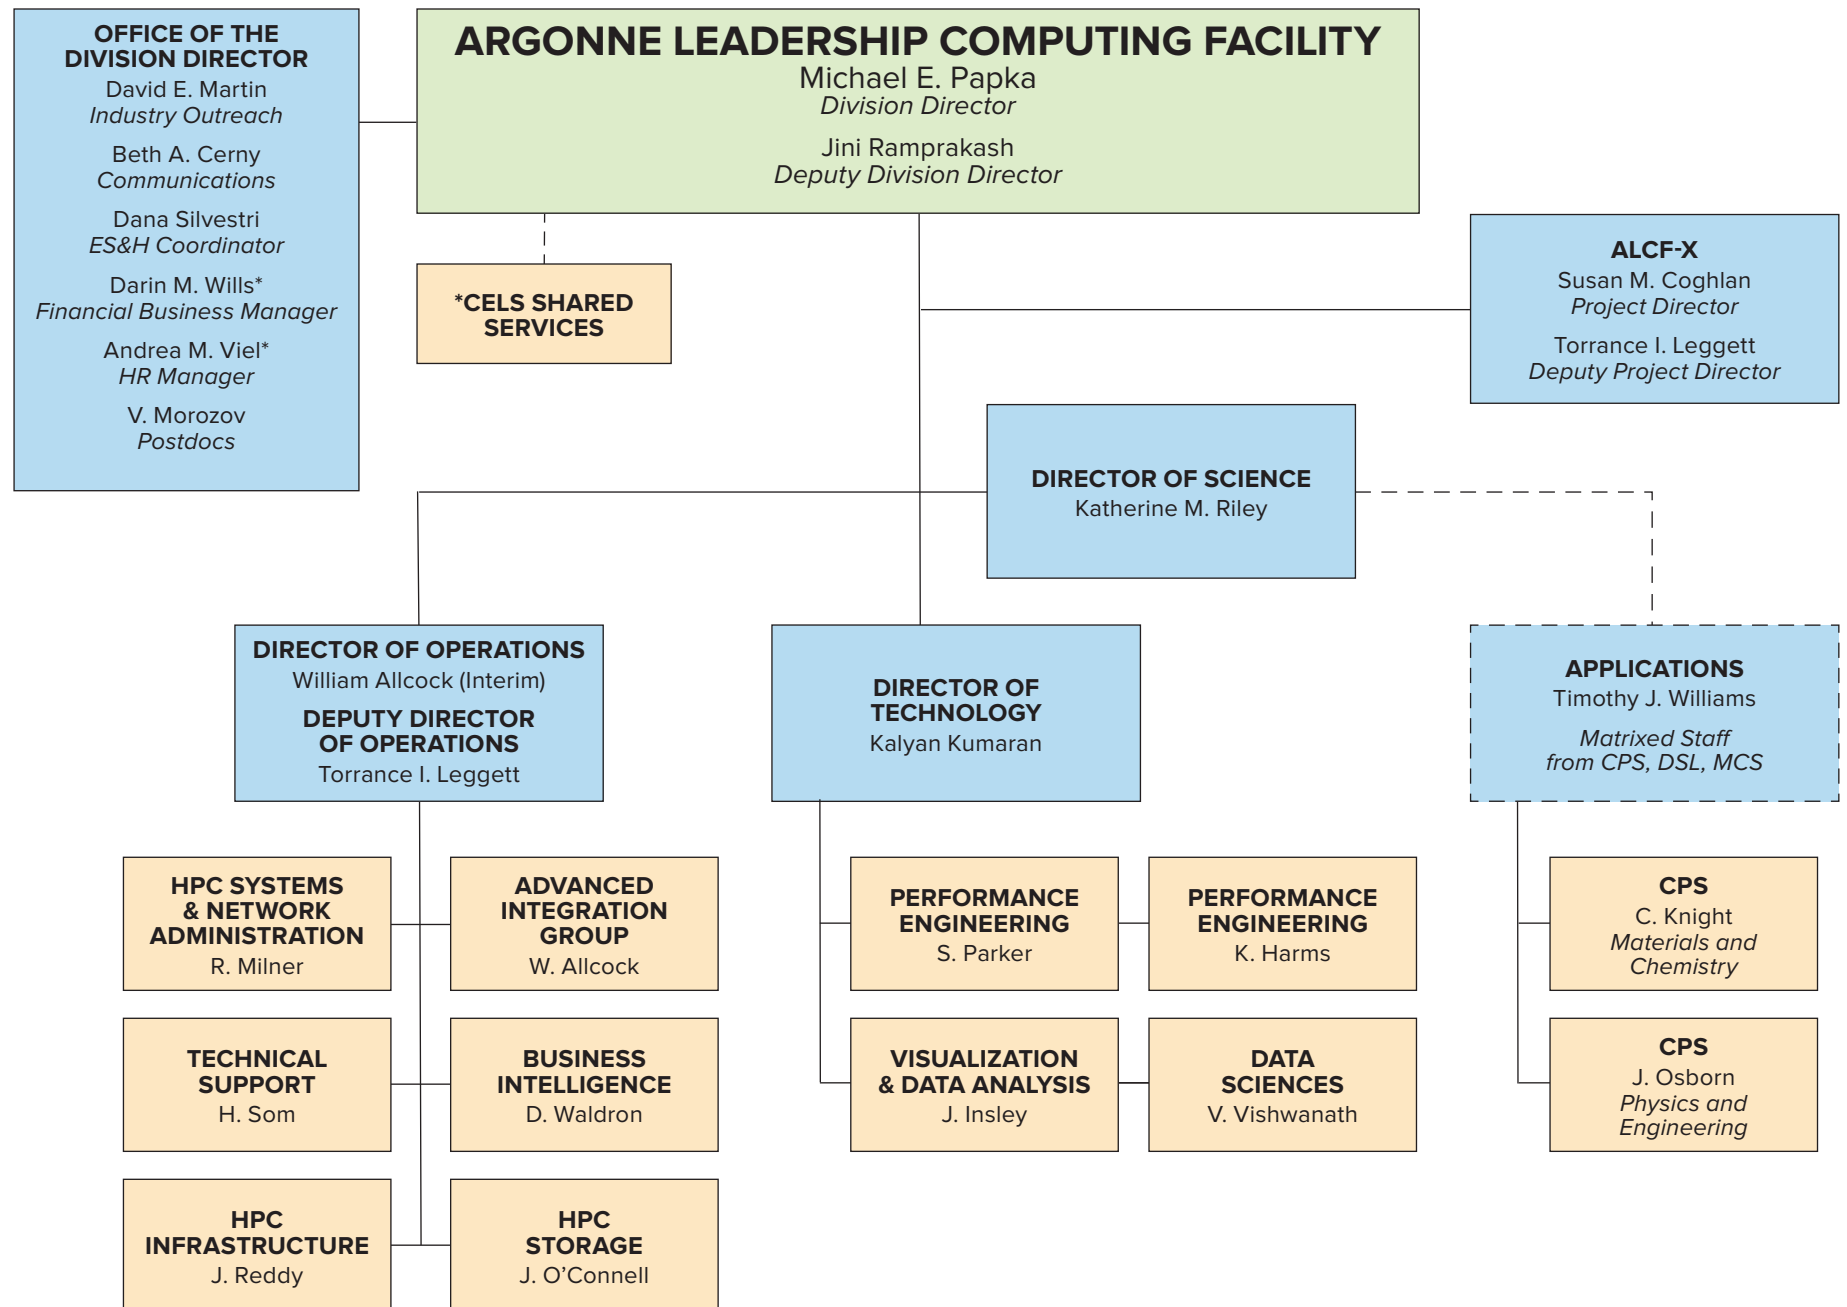 OFFICE OF THE
DIVISION DIRECTOR
David E. Martin
Industry Outreach
Beth A. Cerny
Communications
Dana Silvestri
ES&H Coordinator
Darin M. Wills*
Financial Business Manager
Andrea M. Viel*
HR Manager
V. Morozov
Postdocs
ARGONNE LEADERSHIP COMPUTING FACILITY
Michael E. Papka
Division Director
Jini Ramprakash
Deputy Division Director
*CELS SHARED
SERVICES
ALCF-X
Susan M. Coghlan
Project Director
Torrance I. Leggett
Deputy Project Director
DIRECTOR OF SCIENCE
Katherine M. Riley
DIRECTOR OF OPERATIONS
William Allcock (Interim)
DEPUTY DIRECTOR
OF OPERATIONS
Torrance I. Leggett
DIRECTOR OF
TECHNOLOGY
Kalyan Kumaran
APPLICATIONS
Timothy J. Williams
Matrixed Staff
from CPS, DSL, MCS
HPC SYSTEMS
& NETWORK
ADMINISTRATION
R. Milner
ADVANCED
INTEGRATION
GROUP
W. Allcock
PERFORMANCE
ENGINEERING
S. Parker
PERFORMANCE
ENGINEERING
K. Harms
CPS
C. Knight
Materials and
Chemistry
TECHNICAL
SUPPORT
H. Som
BUSINESS
INTELLIGENCE
D. Waldron
VISUALIZATION
& DATA ANALYSIS
J. Insley
DATA
SCIENCES
V. Vishwanath
CPS
J. Osborn
Physics and
Engineering
HPC
INFRASTRUCTURE
J. Reddy
HPC
STORAGE
J. O’Connell